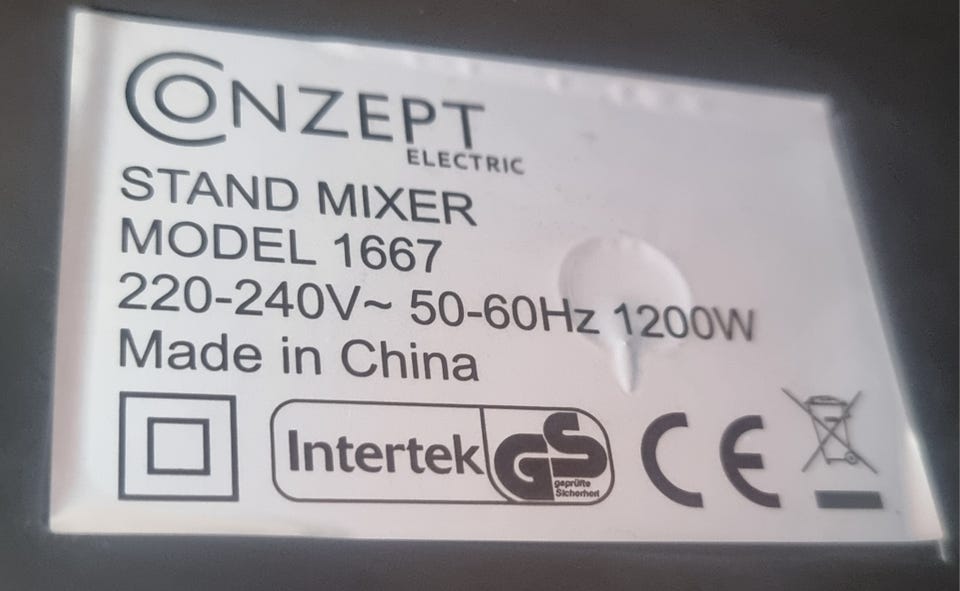 CONZEPT
ELECTRIC
STAND MIXER
MODEL 1667
220-240V~ 50-60Hz 1200W
Made in China
Intertek GS
geprüfte
Sicherheit
CE